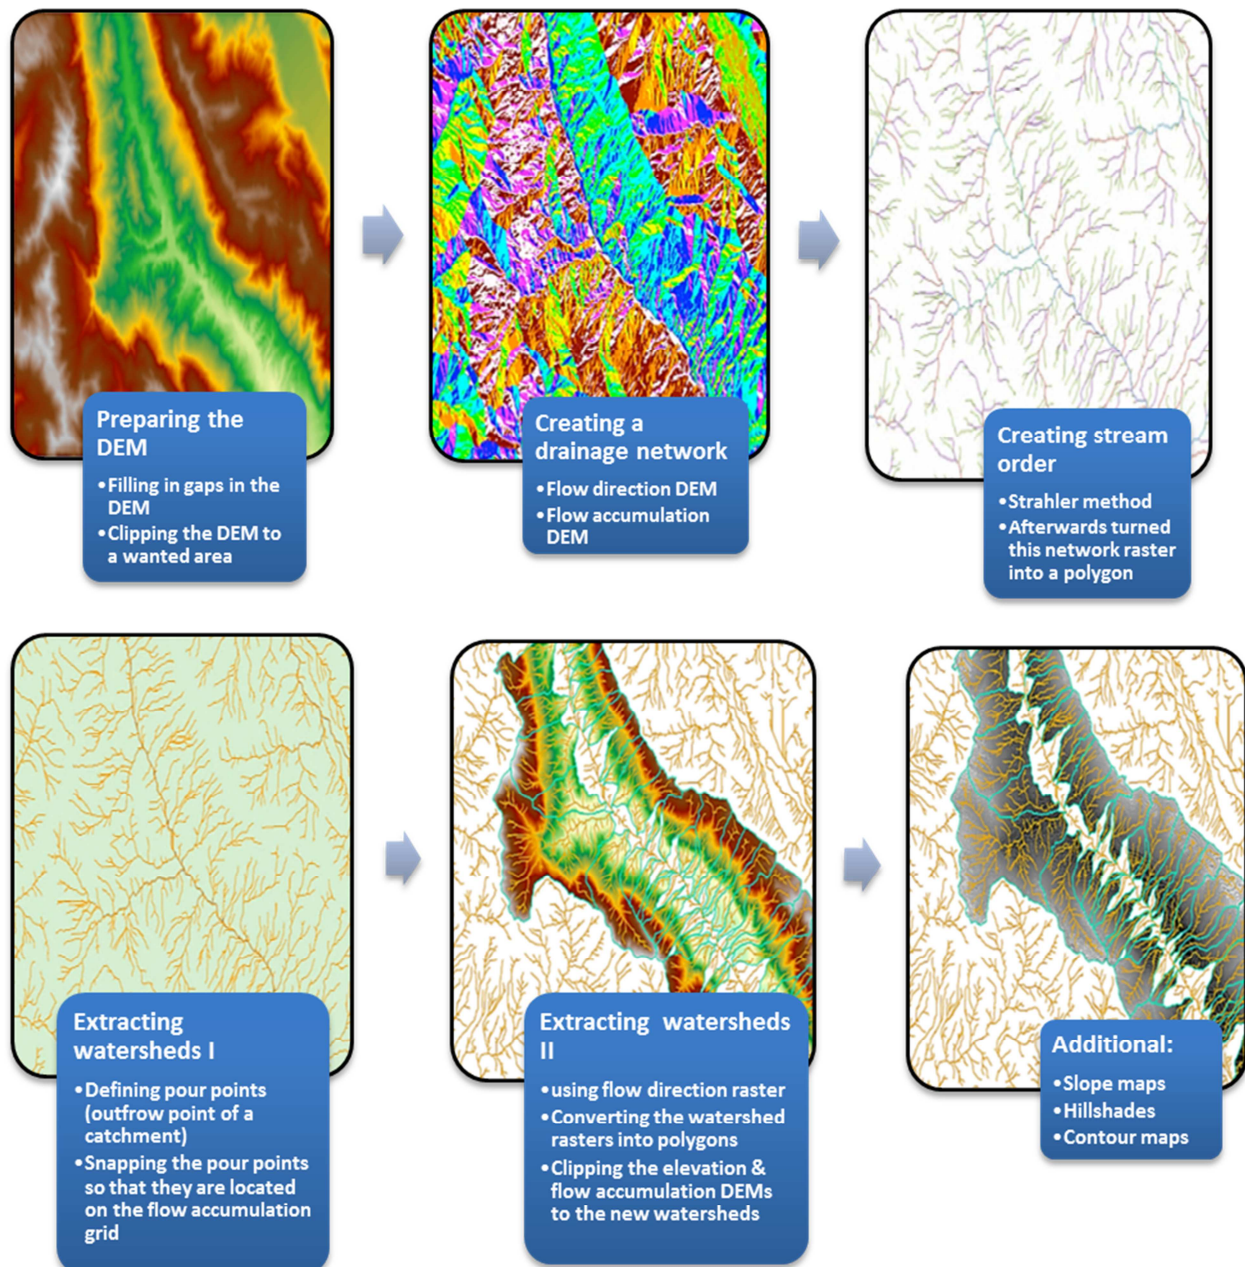 Preparing the
DEM
•Filling in gaps in the
DEM
•Clipping the DEM to
a wanted area
Creating a
drainage network
•Flow direction DEM
•Flow accumulation
DEM
Creating stream
order
•Strahler method
•Afterwards turned
this network raster
into a polygon
Extracting
watersheds I
•Defining pour points
(outfrow point of a
catchment)
•Snapping the pour points
so that they are located
on the flow accumulation
grid
Extracting watersheds
II
•using flow direction raster
•Converting the watershed
rasters into polygons
•Clipping the elevation &
flow accumulation DEMs
to the new watersheds
Additional:
•Slope maps
•Hillshades
•Contour maps